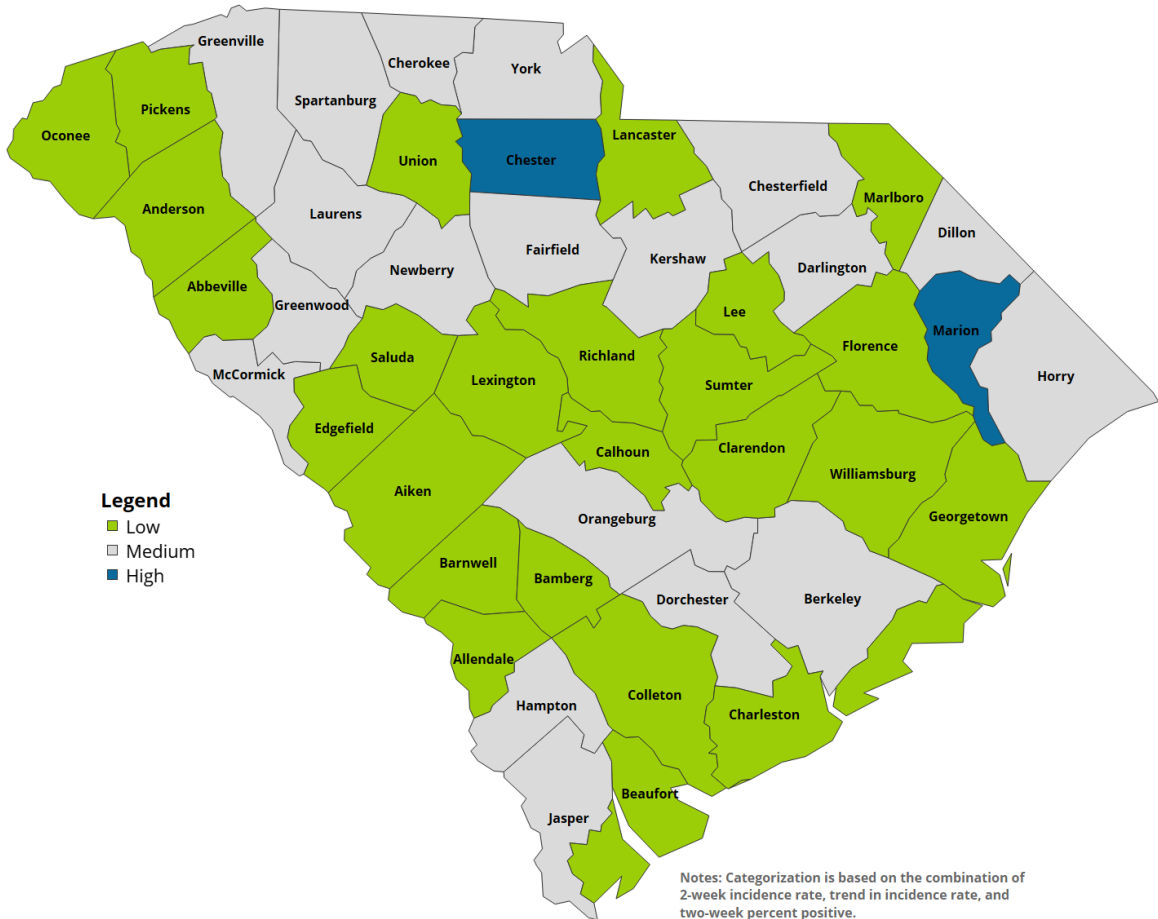 Greenville
Cherokee
York
Spartanburg
Pickens
Oconee
Union
Chester
Lancaster
Chesterfield
Marlboro
Anderson
Laurens
Dillon
Fairfield
Kershaw
Newberry
Darlington
Abbeville
Greenwood
Lee
Marion
Florence
Saluda
Richland
McCormick
Lexington
Sumter
Horry
Edgefield
Calhoun
Clarendon
Williamsburg
Aiken
Legend
Low
Medium
High
Orangeburg
Georgetown
Barnwell
Bamberg
Dorchester
Berkeley
Allendale
Colleton
Hampton
Charleston
Beaufort
Jasper
Notes: Categorization is based on the combination of
2-week incidence rate, trend in incidence rate, and
two-week percent positive.